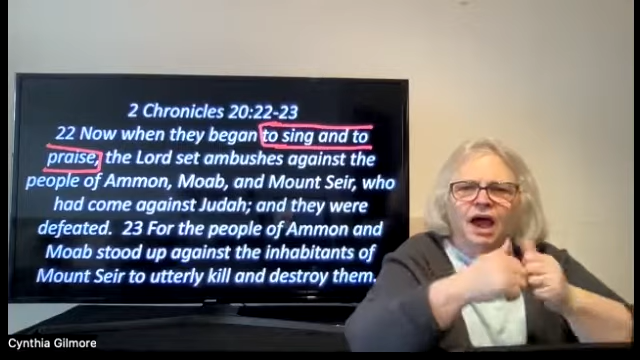 2 Chronicles 20:22-23
22 Now when they began to sing and to
praise, the Lord set ambushes against the
people of Ammon, Moab, and Mount Seir, who
had come against Judah; and they were
defeated. 23 For the people of Ammon and
Moab stood up against the inhabitants of
Mount Seir to utterly kill and destroy them.
Cynthia Gilmore